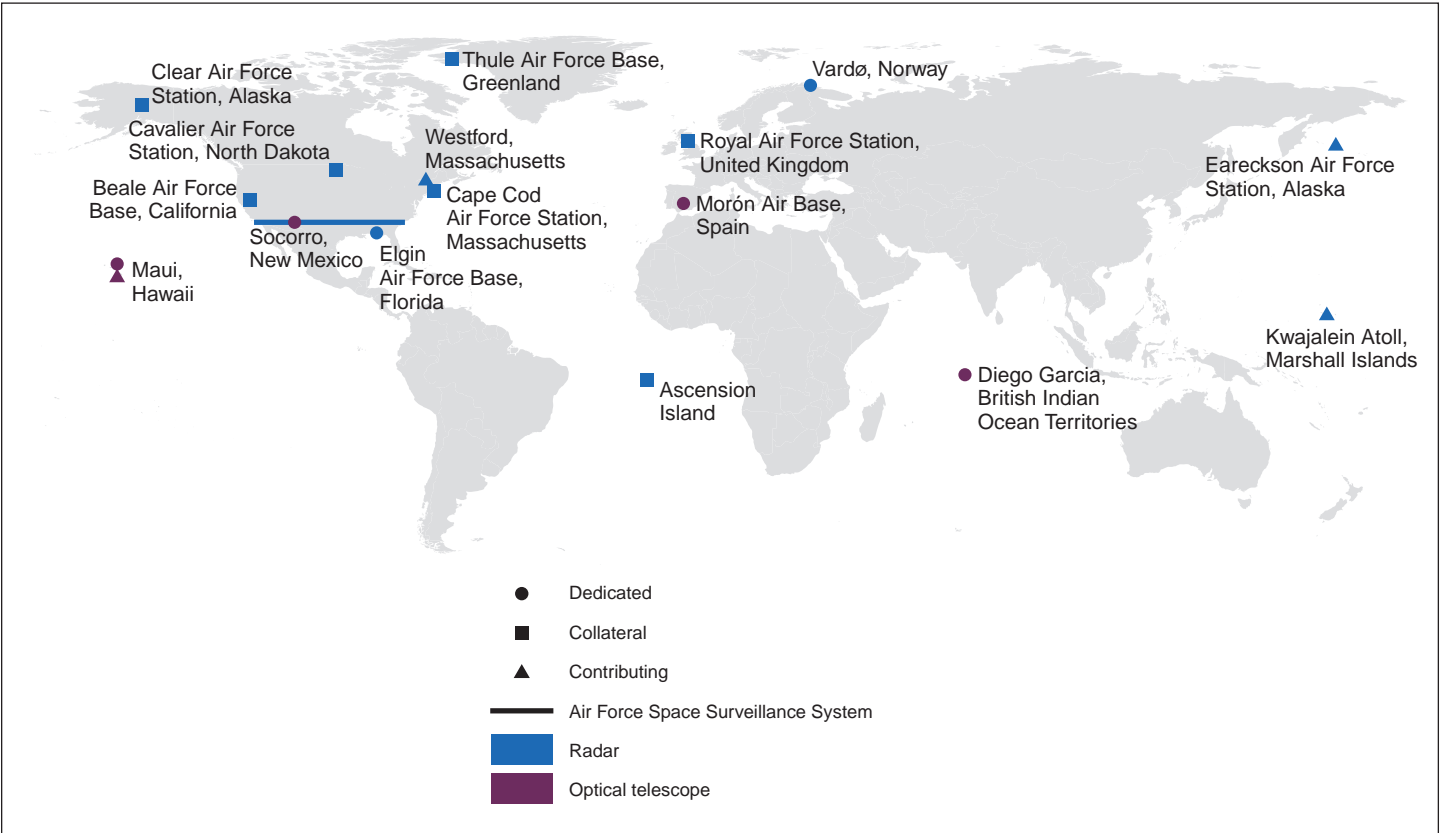 Thule Air Force Base,
Greenland
Clear Air Force
Station, Alaska
Vardø, Norway
Cavalier Air Force
Station, North Dakota
Westford,
Massachusetts
Royal Air Force Station,
United Kingdom
Eareckson Air Force
Station, Alaska
Beale Air Force
Base, California
Cape Cod
Air Force Station,
Massachusetts
Morón Air Base,
Spain
Socorro,
New Mexico
Elgin
Air Force Base,
Florida
Maui,
Hawaii
Kwajalein Atoll,
Marshall Islands
Ascension
Island
Diego Garcia,
British Indian
Ocean Territories
Dedicated
Collateral
Contributing
Air Force Space Surveillance System
Radar
Optical telescope